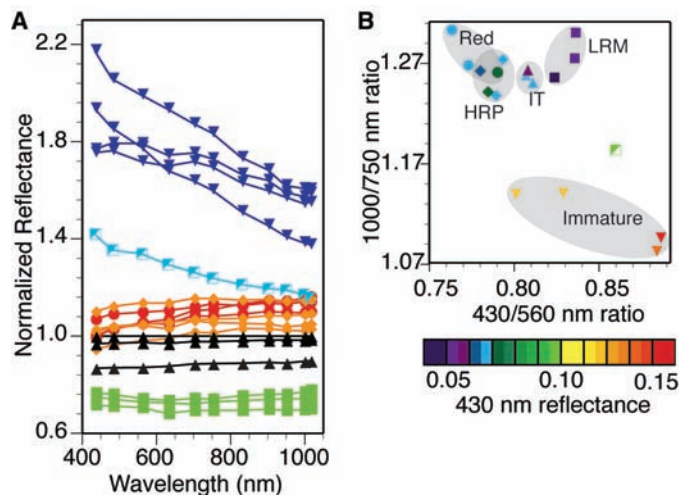 A
2.2
1.8
1.4
1.0
0.6
Normalized Reflectance
400 600 800 1000
Wavelength (nm)
B
1.27
1.17
1.07
1000/750 nm ratio
Red
LRM
HRP
IT
Immature
0.75 0.80 0.85
430/560 nm ratio
0.05 0.10 0.15
430 nm reflectance